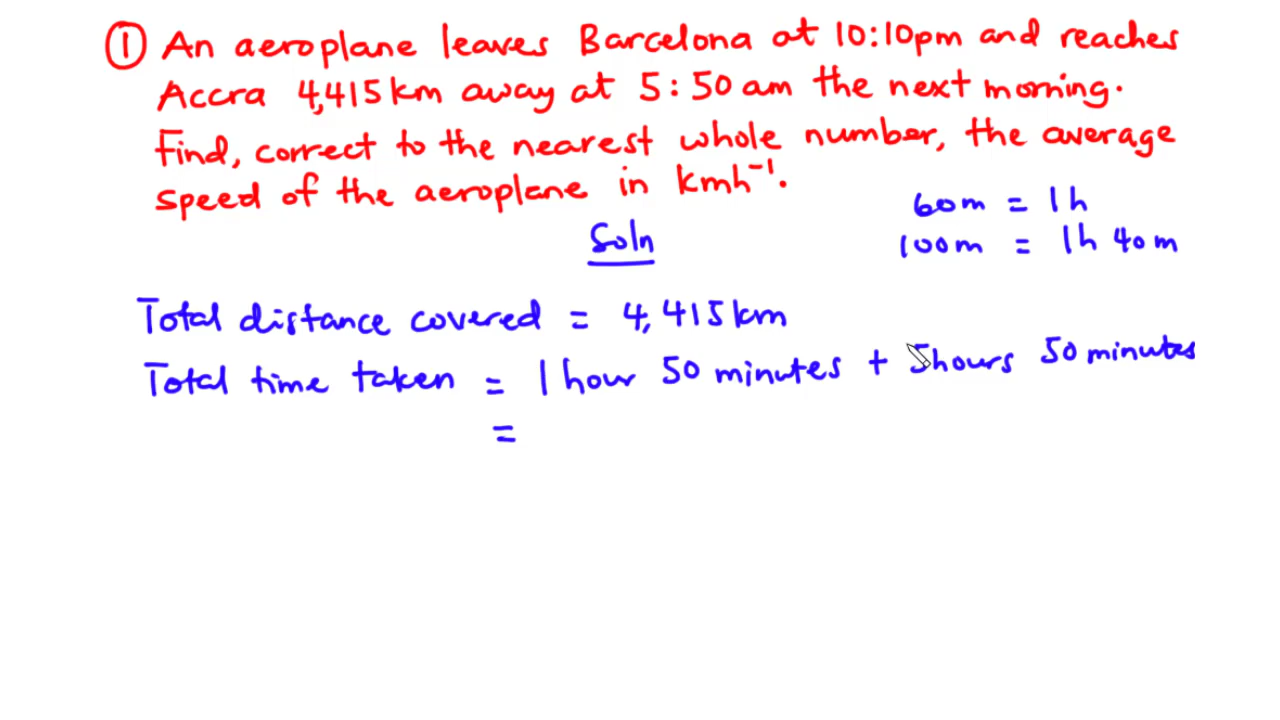 ① An aeroplane leaves Barcelona at 10:10pm and reaches
Accra 4,415km away at 5:50am the next morning.
Find, correct to the nearest whole number, the average
speed of the aeroplane in kmh⁻¹.
60m = 1h
Soln
100m = 1h 40m
Total distance covered = 4,415km
Total time taken = 1 hour 50 minutes + 5hours 50 minutes
=